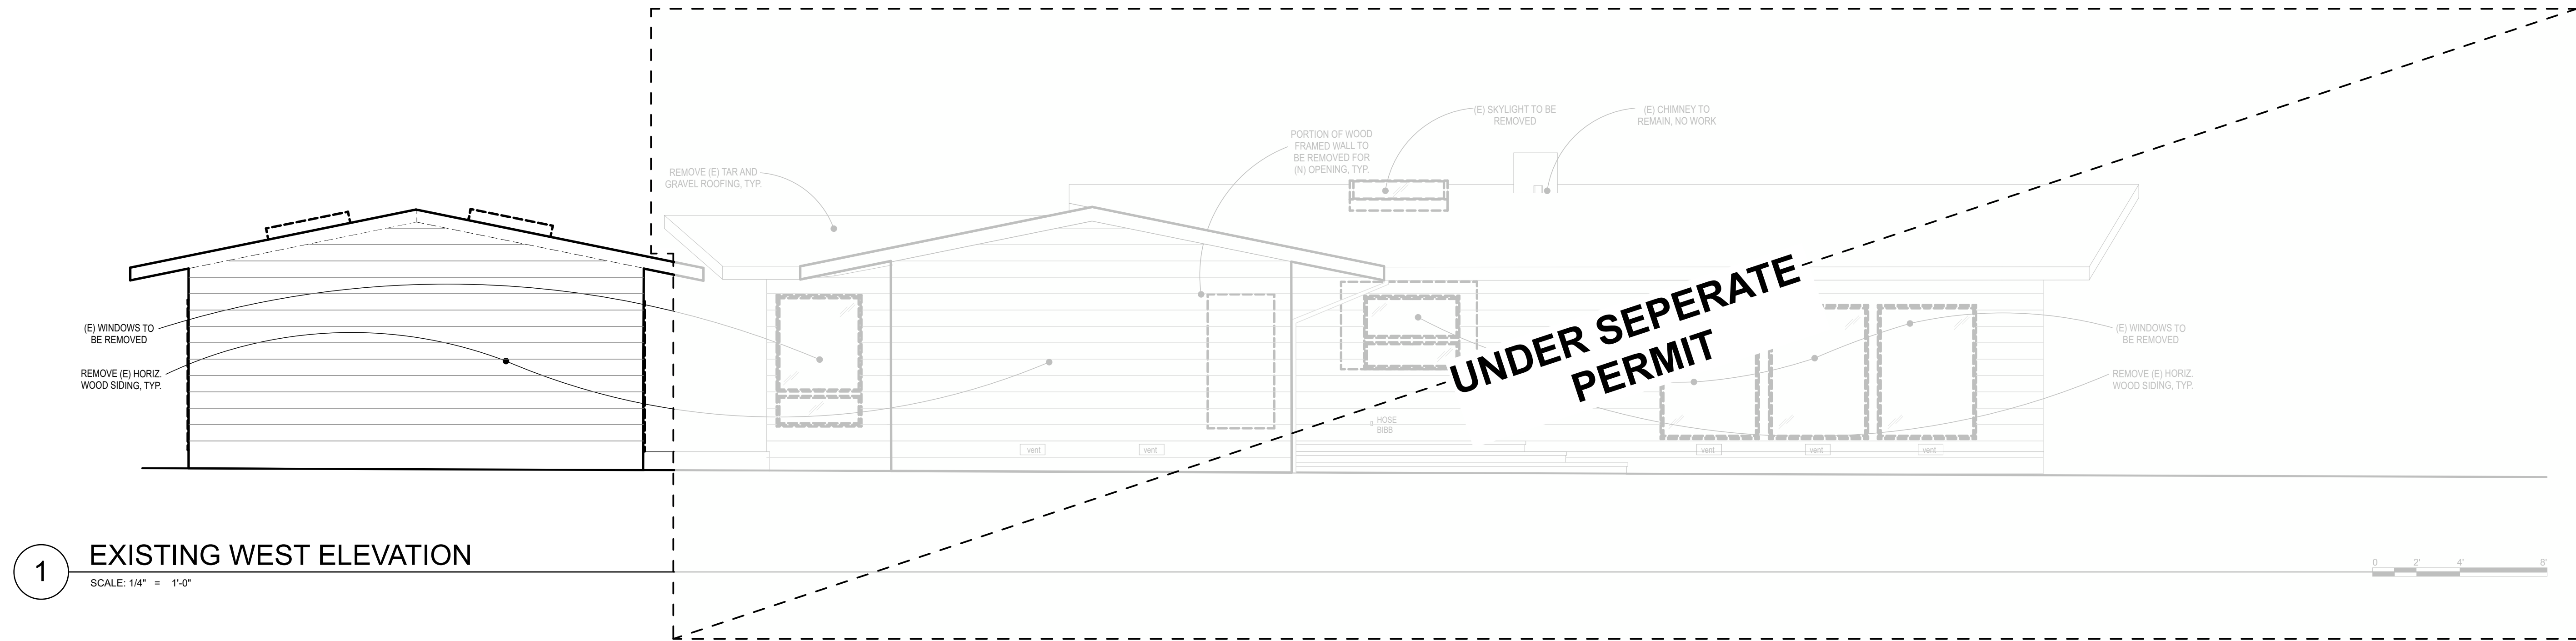 (E) SKYLIGHT TO BE
REMOVED
(E) CHIMNEY TO
REMAIN, NO WORK
PORTION OF WOOD
FRAMED WALL TO
BE REMOVED FOR
(N) OPENING, TYP.
REMOVE (E) TAR AND
GRAVEL ROOFING, TYP.
(E) WINDOWS TO
BE REMOVED
REMOVE (E) HORIZ.
WOOD SIDING, TYP.
UNDER SEPERATE
PERMIT
(E) WINDOWS TO
BE REMOVED
REMOVE (E) HORIZ.
WOOD SIDING, TYP.
HOSE
BIBB
vent
vent
vent
vent
vent
1
EXISTING WEST ELEVATION
SCALE: 1/4" = 1'-0"
0 2' 4' 8'